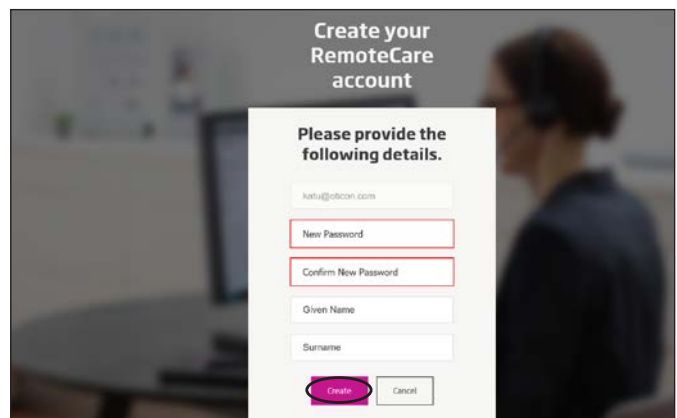 Create your
RemoteCare
account
Please provide the
following details.
katu@oticon.com
New Password
Confirm New Password
Given Name
Surname
Create
Cancel